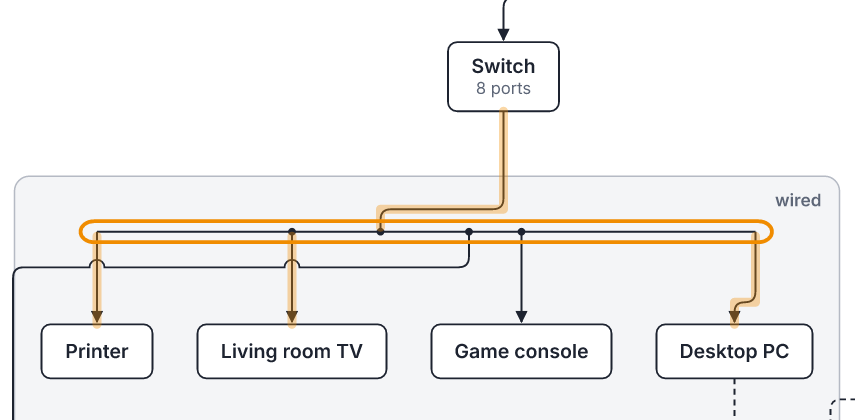 Switch
8 ports
wired
Printer
Living room TV
Game console
Desktop PC